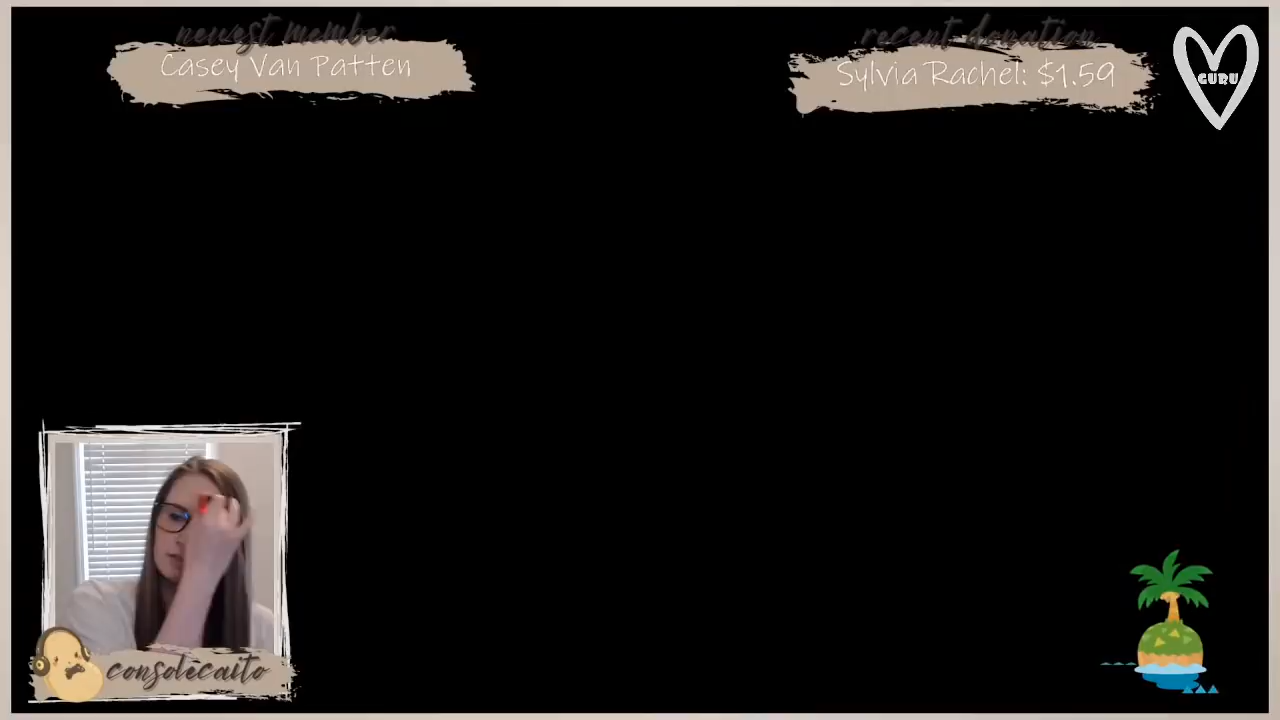 newest member
Casey Van Patten
recent donation
Sylvia Rachel: $1.59
GURU
consolecaito